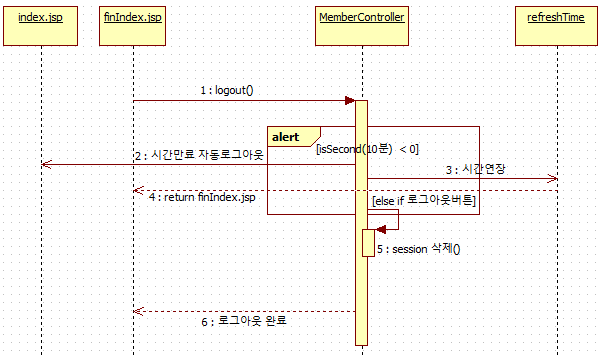 index.jsp
finIndex.jsp
MemberController
refreshTime
1 : logout()
alert
[isSecond(10분) < 0]
2 : 시간만료 자동로그아웃
3 : 시간연장
4 : return finIndex.jsp
[else if 로그아웃버튼]
5 : session 삭제()
6 : 로그아웃 완료